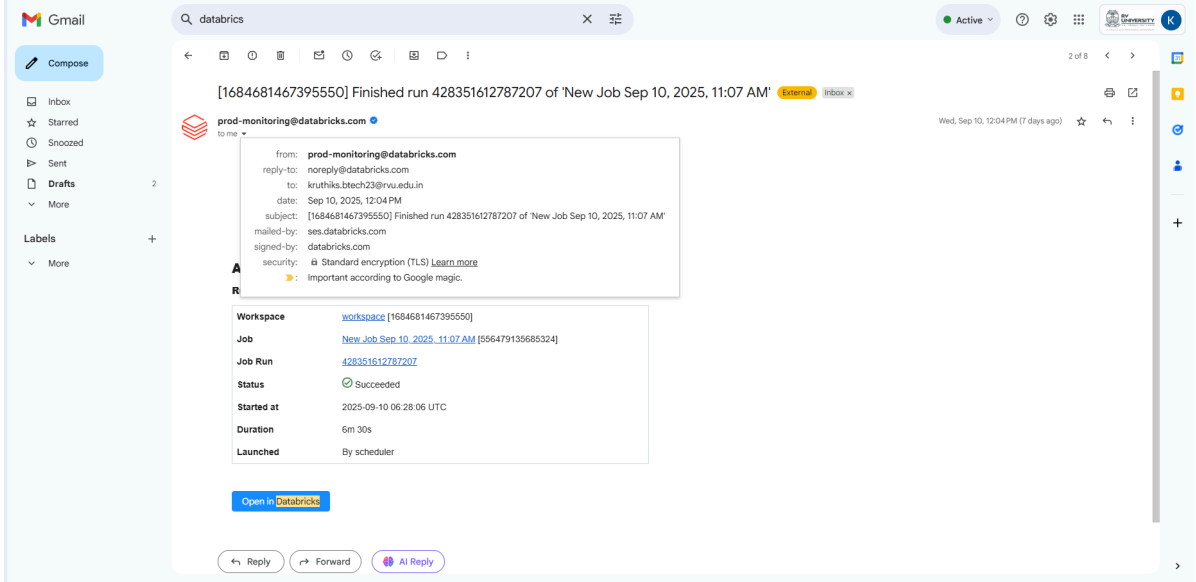 Gmail
databrics
Active
RV UNIVERSITY
K
Compose
2 of 8
31
[1684681467395550] Finished run 428351612787207 of 'New Job Sep 10, 2025, 11:07 AM' External Inbox x
Inbox
Starred
Snoozed
Sent
Drafts 2
More
Labels +
More
prod-monitoring@databricks.com
Wed, Sep 10, 12:04 PM (7 days ago)
to me
from: prod-monitoring@databricks.com
reply-to: noreply@databricks.com
to: kruthiks.btech23@rvu.edu.in
date: Sep 10, 2025, 12:04 PM
subject: [1684681467395550] Finished run 428351612787207 of 'New Job Sep 10, 2025, 11:07 AM'
mailed-by: ses.databricks.com
signed-by: databricks.com
security: Standard encryption (TLS) Learn more
: Important according to Google magic.
Workspace workspace [1684681467395550]
Job New Job Sep 10, 2025, 11:07 AM [556479135685324]
Job Run 428351612787207
Status Succeeded
Started at 2025-09-10 06:28:06 UTC
Duration 6m 30s
Launched By scheduler
Open in Databricks
Reply
Forward
AI Reply